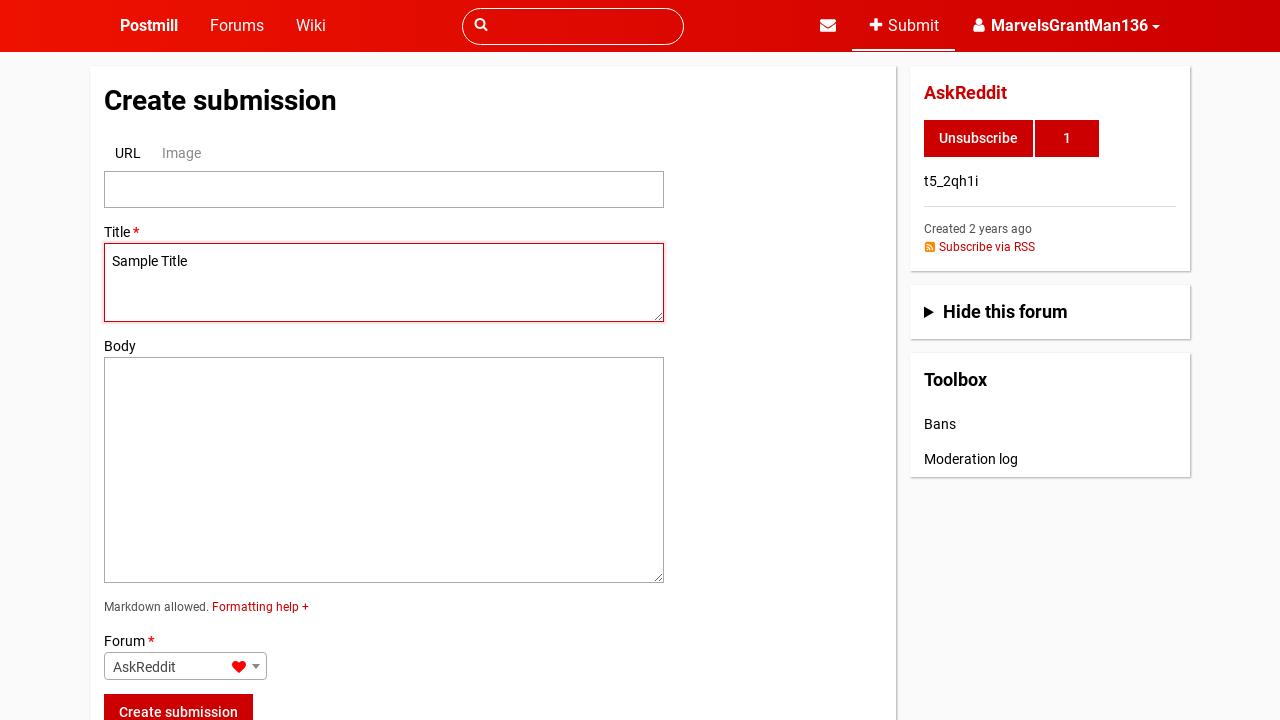 Postmill Forums Wiki Submit MarvelsGrantMan136
Create submission
URL Image
Title *
Sample Title
Body
Markdown allowed. Formatting help +
Forum *
AskReddit
Create submission
AskReddit
Unsubscribe 1
t5_2qh1i
Created 2 years ago
Subscribe via RSS
Hide this forum
Toolbox
Bans
Moderation log